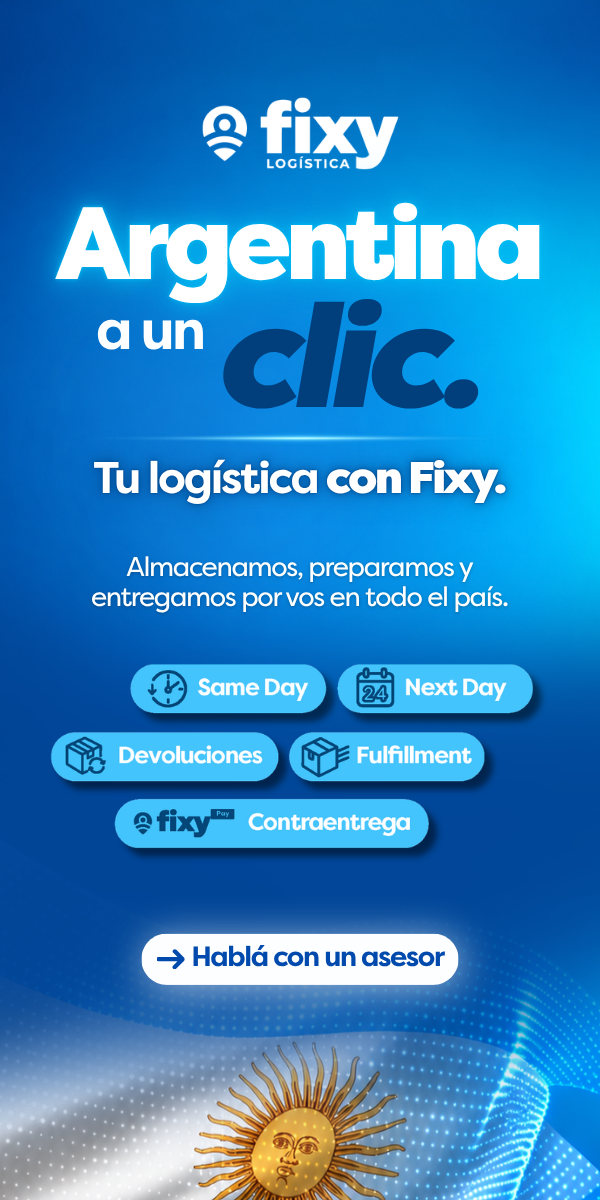 fixy
LOGÍSTICA
Argentina
a un clic.
Tu logística con Fixy.
Almacenamos, preparamos y
entregamos por vos en todo el país.
Same Day
24 Next Day
Devoluciones
Fulfillment
fixy Pay Contraentrega
→ Hablá con un asesor